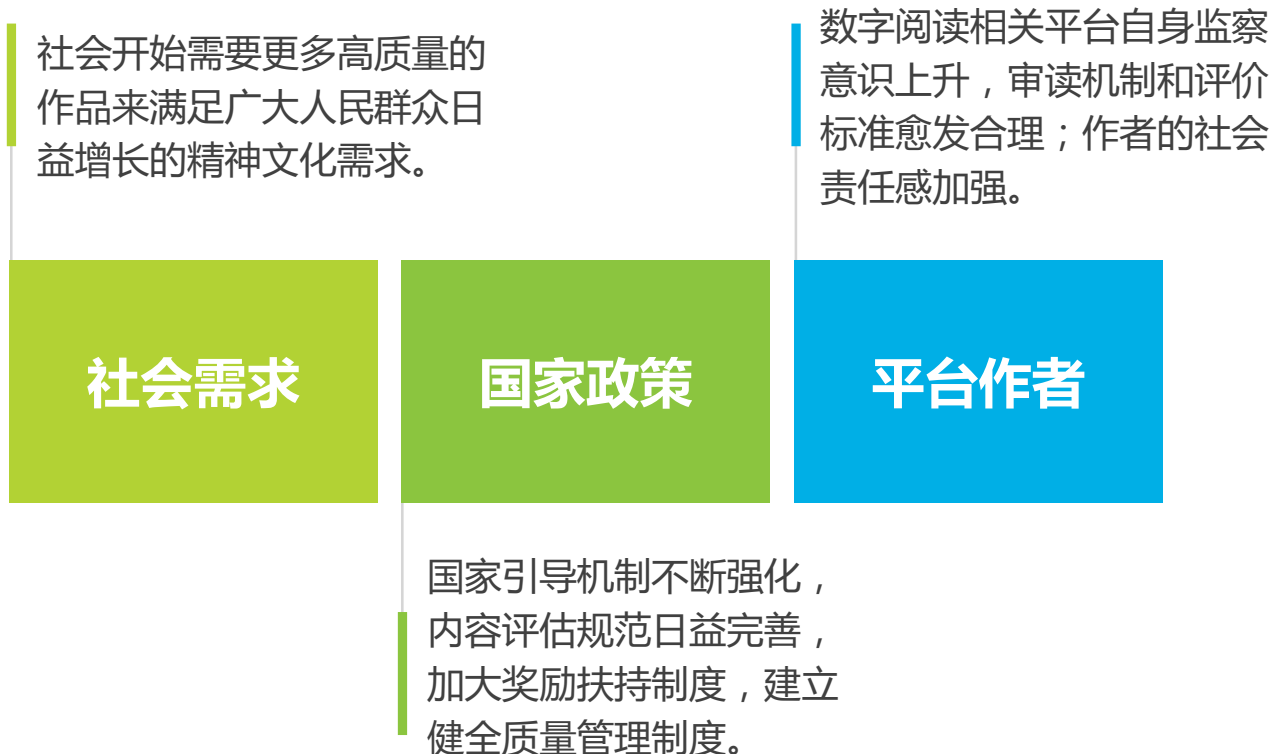 社会开始需要更多高质量的
作品来满足广大人民群众日
益增长的精神文化需求。
数字阅读相关平台自身监察
意识上升，审读机制和评价
标准愈发合理；作者的社会
责任感加强。
社会需求
国家政策
平台作者
国家引导机制不断强化，
内容评估规范日益完善，
加大奖励扶持制度，建立
健全质量管理制度。